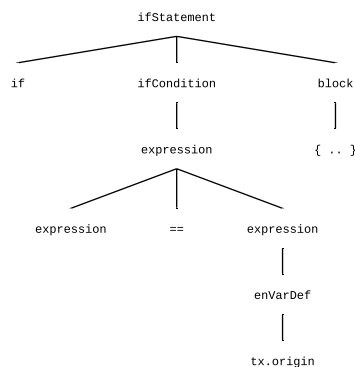 ifStatement
if ifCondition block
expression { .. }
expression == expression
enVarDef
tx.origin